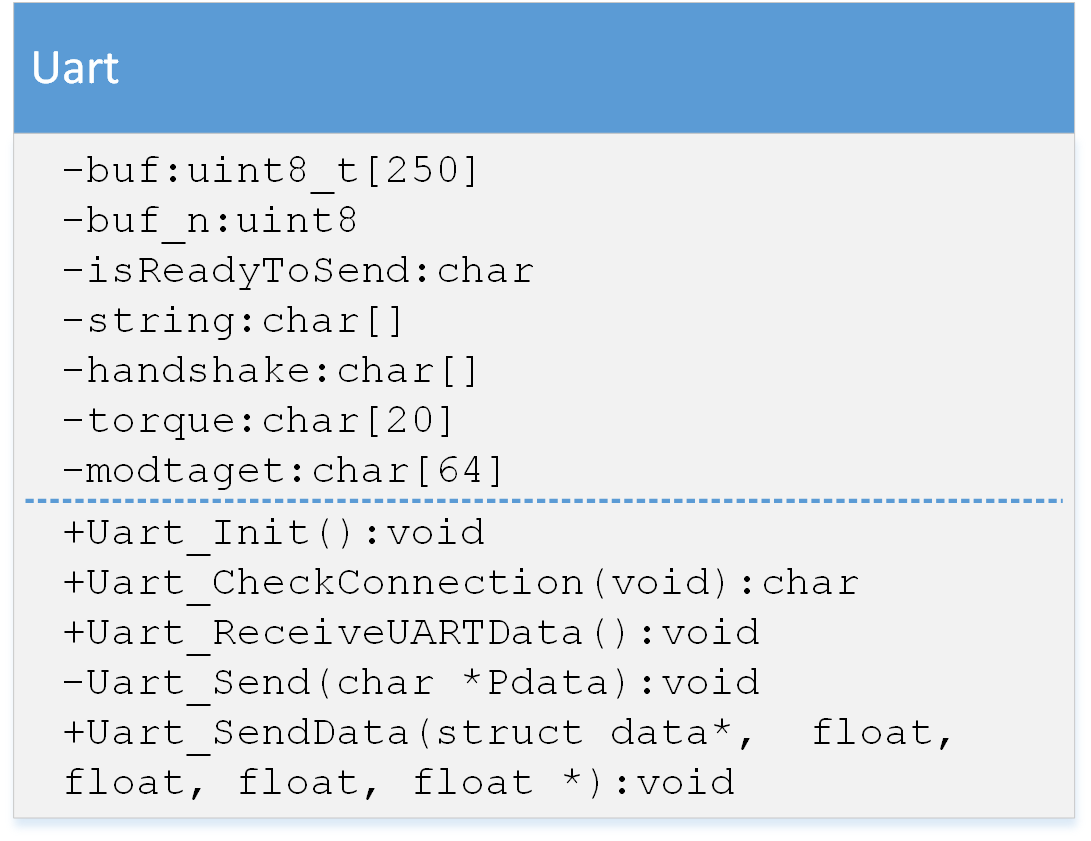 Uart
-buf:uint8_t[250]
-buf_n:uint8
-isReadyToSend:char
-string:char[]
-handshake:char[]
-torque:char[20]
-modtaget:char[64]
+Uart_Init():void
+Uart_CheckConnection(void):char
+Uart_ReceiveUARTData():void
-Uart_Send(char *Pdata):void
+Uart_SendData(struct data*,  float,
float, float, float *):void